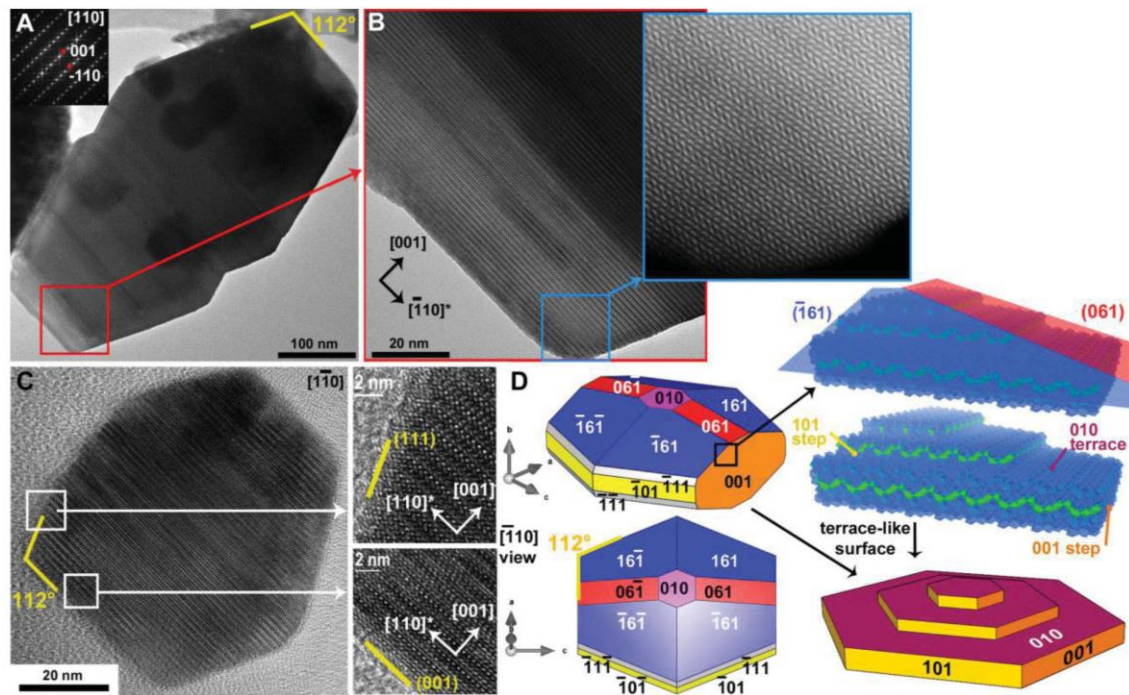 A
[110]
001
-110
112°
100 nm
B
[001]
[1̅10]*
20 nm
C
[11̅0]
112°
20 nm
2 nm
(111)
[110]*
[001]
2 nm
[110]*
[001]
(001)
D
061̅
010
161
1̅61̅
061
1̅61
001
1̅01
1̅11
1̅1̅1̅
b
a
c
[1̅10]
view
112°
161̅
161
061̅
010
061
1̅61̅
1̅61
1̅11̅
1̅11
1̅01̅
1̅01
a
c
(1̅61)
(061)
101
step
010
terrace
001 step
terrace-like
surface
010
101
001